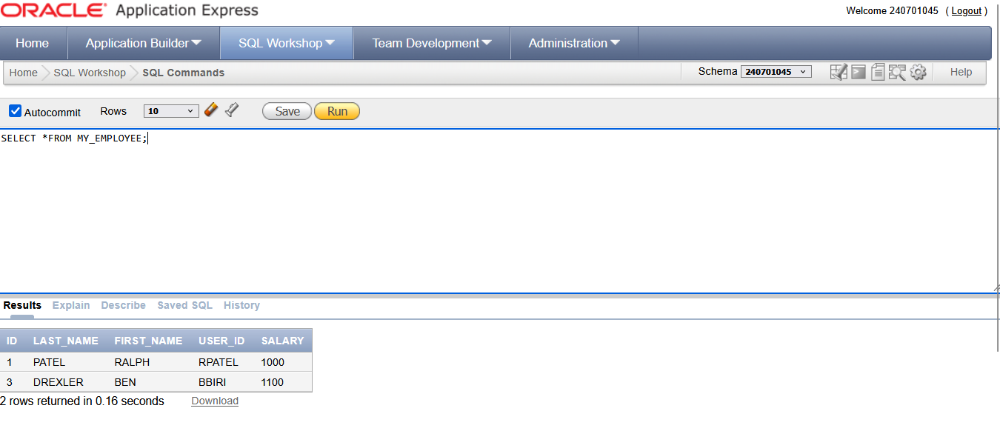 ORACLE Application Express
Welcome 240701045 ( Logout )
Home Application Builder SQL Workshop Team Development Administration
Home SQL Workshop SQL Commands Schema 240701045 Help
Autocommit Rows 10 Save Run
SELECT *FROM MY_EMPLOYEE;
Results Explain Describe Saved SQL History
ID LAST_NAME FIRST_NAME USER_ID SALARY
1 PATEL RALPH RPATEL 1000
3 DREXLER BEN BBIRI 1100
2 rows returned in 0.16 seconds Download